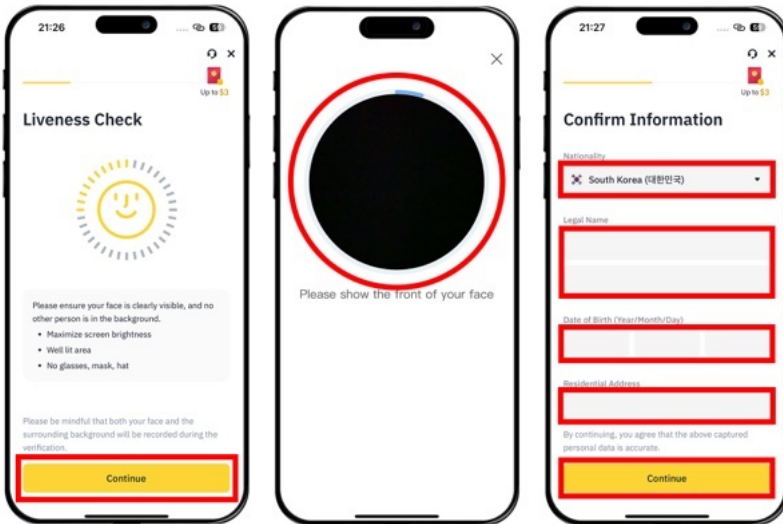 21:26
Up to $3
Liveness Check
Please ensure your face is clearly visible, and no
other person is in the background.
• Maximize screen brightness
• Well lit area
• No glasses, mask, hat
Please be mindful that both your face and the
surrounding background will be recorded during the
verification.
Continue
Please show the front of your face
21:27
Up to $3
Confirm Information
Nationality
South Korea (대한민국)
Legal Name
Date of Birth (Year/Month/Day)
Residential Address
By continuing, you agree that the above captured
personal data is accurate.
Continue